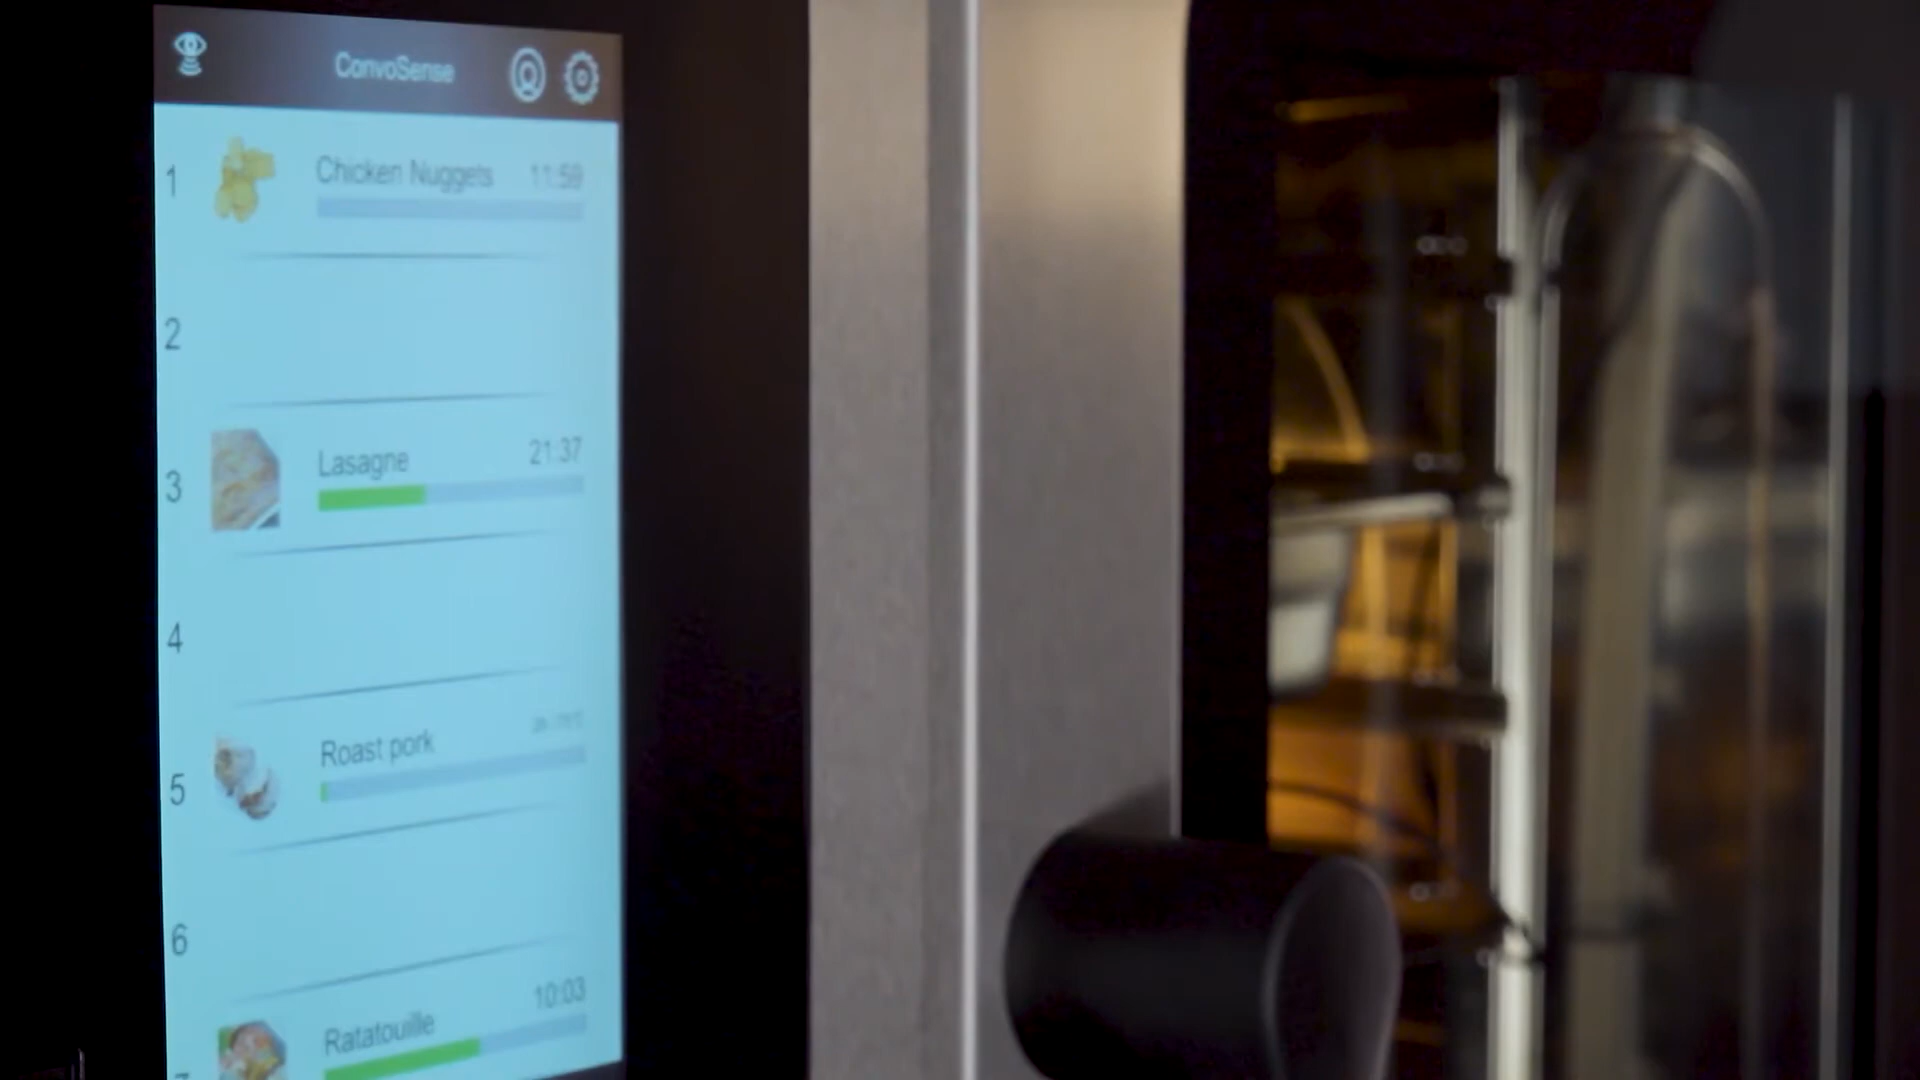 ConvoSense
1 Chicken Nuggets 11:59
2
3 Lasagne 21:37
4
5 Roast pork
6
Ratatouille 10:03